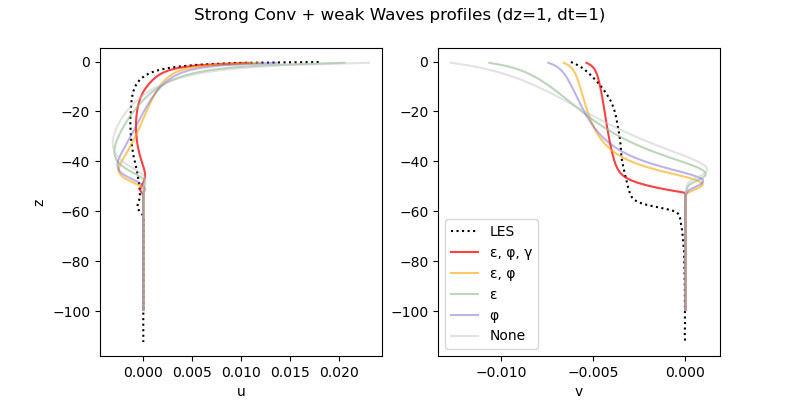 Strong Conv + weak Waves profiles (dz=1, dt=1)
0
−20
−40
−60
−80
−100
z
0.000 0.005 0.010 0.015 0.020
u
0
−20
−40
−60
−80
−100
LES
ε, φ, γ
ε, φ
ε
φ
None
−0.010 −0.005 0.000
v